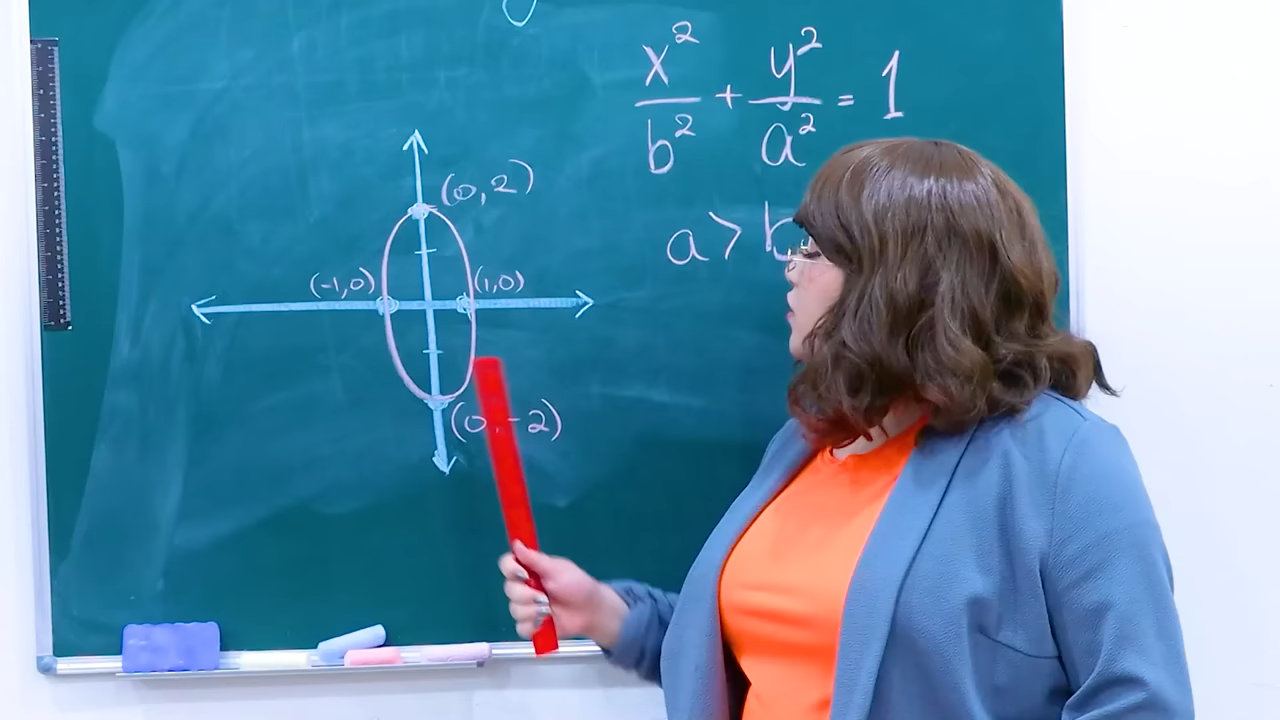 x²/b² + y²/a² = 1
(0,2)
a > b
(-1,0) (1,0)
(0,-2)